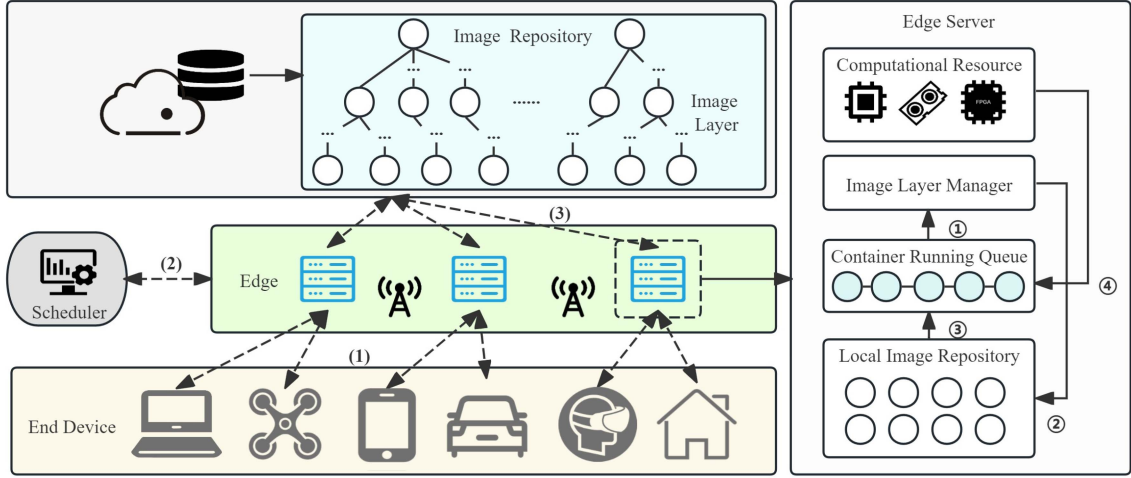 Image Repository
...
...
...
...
...
......
Image
Layer
...
...
...
...
...
...
...
(3)
Scheduler
(2)
Edge
(1)
End Device
Edge Server
Computational Resource
FPGA
Image Layer Manager
①
Container Running Queue
④
③
Local Image Repository
②